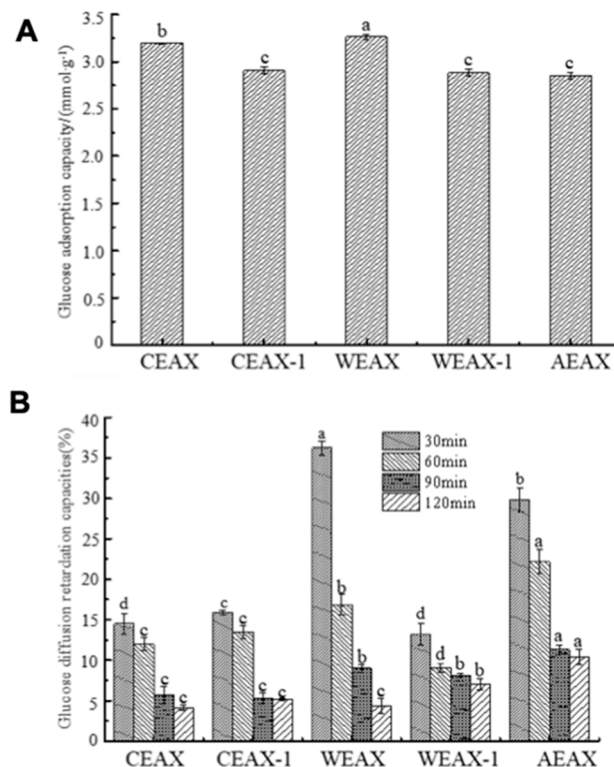 A
Glucose adsorption capacity/(mmol·g⁻¹)
3.5
3.0
2.5
2.0
1.5
1.0
0.5
0
b
c
a
c
c
CEAX
CEAX-1
WEAX
WEAX-1
AEAX
B
Glucose diffusion retardation capacities(%)
40
35
30
25
20
15
10
5
0
30min
60min
90min
120min
d c c c
c c c c
a b b c
d d b b
b a a a
CEAX
CEAX-1
WEAX
WEAX-1
AEAX